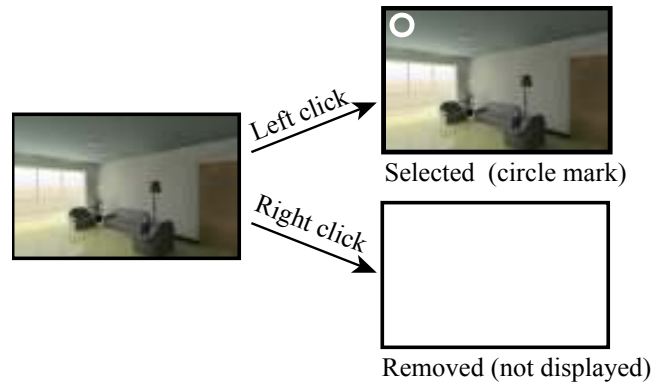 Left click
Selected (circle mark)
Right click
Removed (not displayed)